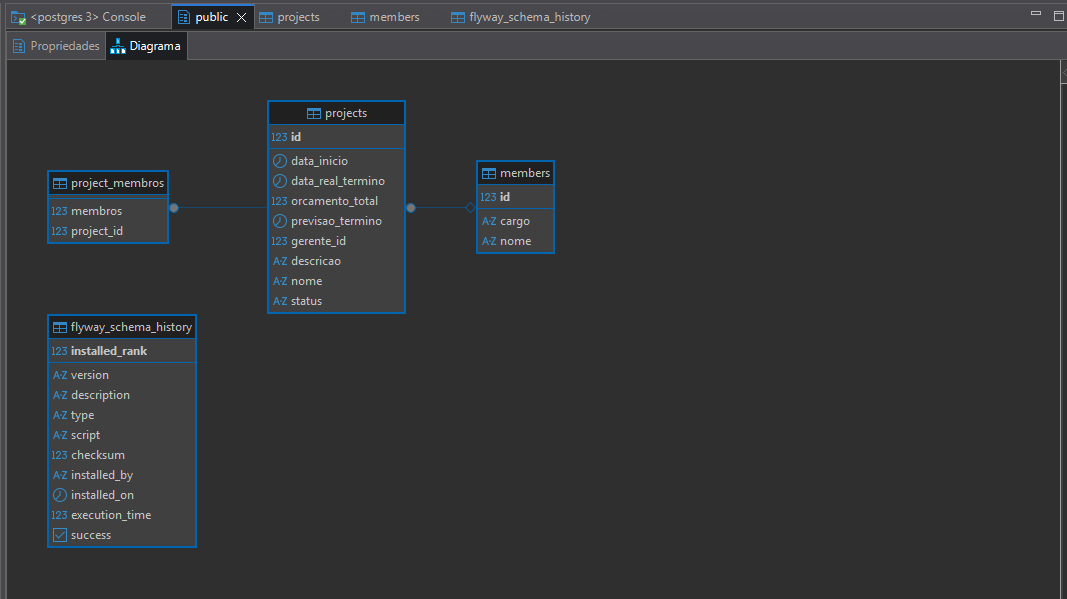 <postgres 3> Console
public
projects
members
flyway_schema_history
Propriedades
Diagrama
projects
123 id
data_inicio
data_real_termino
123 orcamento_total
previsao_termino
123 gerente_id
A-Z descricao
A-Z nome
A-Z status
project_membros
123 membros
123 project_id
members
123 id
A-Z cargo
A-Z nome
flyway_schema_history
123 installed_rank
A-Z version
A-Z description
A-Z type
A-Z script
123 checksum
A-Z installed_by
installed_on
123 execution_time
success